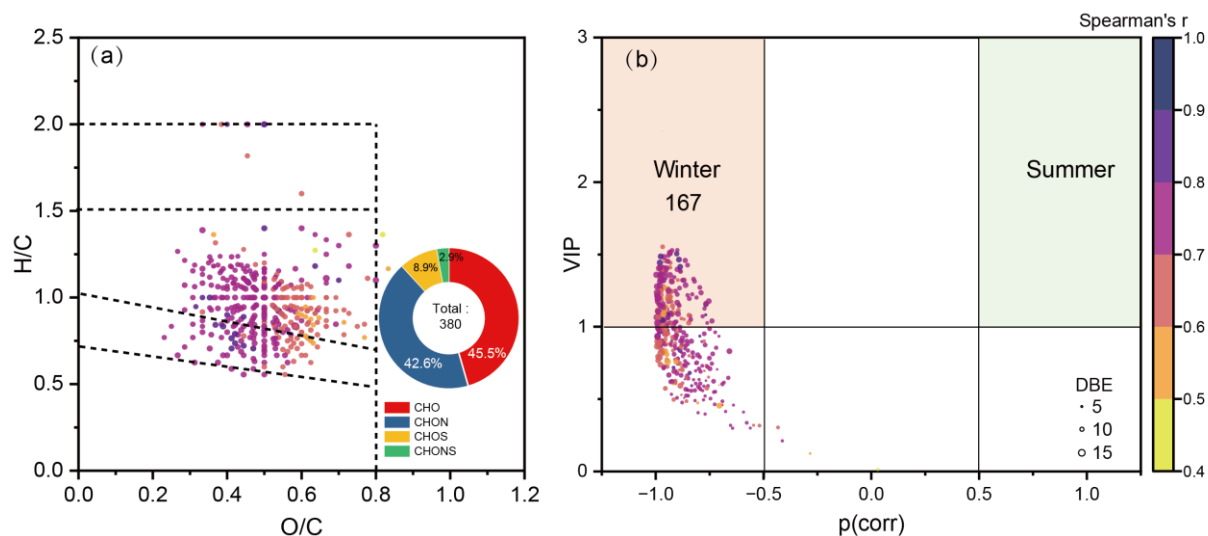 (a)
2.5
2.0
1.5
1.0
0.5
0.0
H/C
0.0 0.2 0.4 0.6 0.8 1.0 1.2
O/C
2.9%
8.9%
Total :
380
42.6%
45.5%
CHO
CHON
CHOS
CHONS
(b)
3
2
1
0
VIP
Winter
167
Summer
DBE
5
10
15
−1.0 −0.5 0.0 0.5 1.0
p(corr)
Spearman's r
1.0
0.9
0.8
0.7
0.6
0.5
0.4